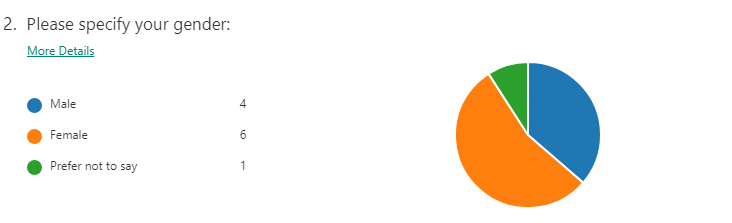 2. Please specify your gender:
More Details
Male 4
Female 6
Prefer not to say 1